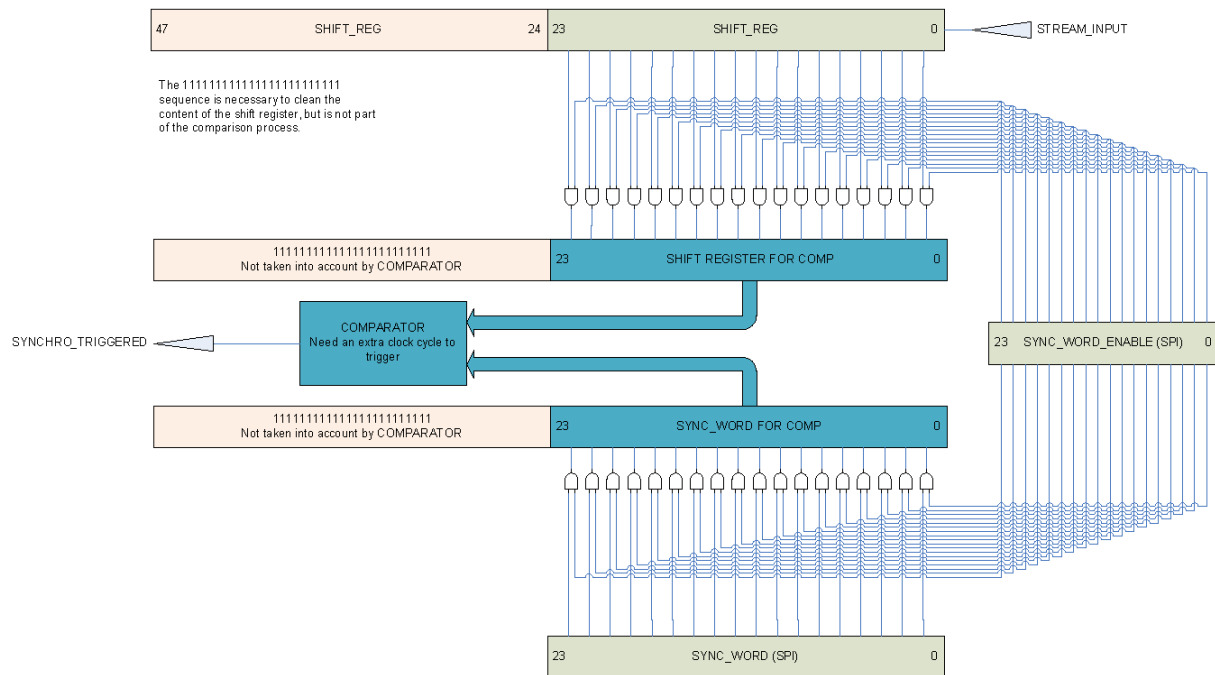 47 SHIFT_REG 24 23 SHIFT_REG 0 STREAM_INPUT
The 111111111111111111111111
sequence is necessary to clean the
content of the shift register, but is not part
of the comparison process.
111111111111111111111111
Not taken into account by COMPARATOR
23 SHIFT REGISTER FOR COMP 0
SYNCHRO_TRIGGERED
COMPARATOR
Need an extra clock cycle to
trigger
23 SYNC_WORD_ENABLE (SPI) 0
111111111111111111111111
Not taken into account by COMPARATOR
23 SYNC_WORD FOR COMP 0
23 SYNC_WORD (SPI) 0